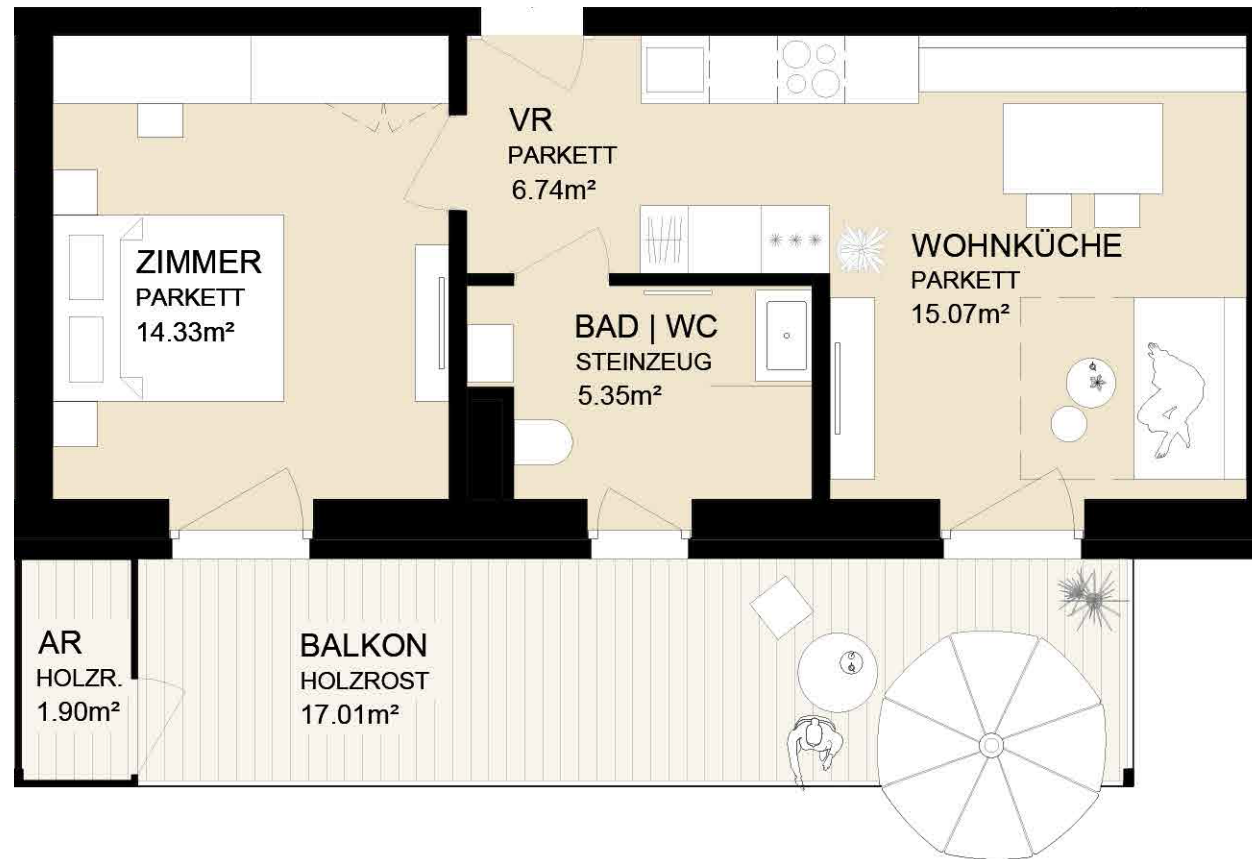 VR
PARKETT
6.74m²
ZIMMER
PARKETT
14.33m²
WOHNKÜCHE
PARKETT
15.07m²
BAD | WC
STEINZEUG
5.35m²
AR
HOLZR.
1.90m²
BALKON
HOLZROST
17.01m²